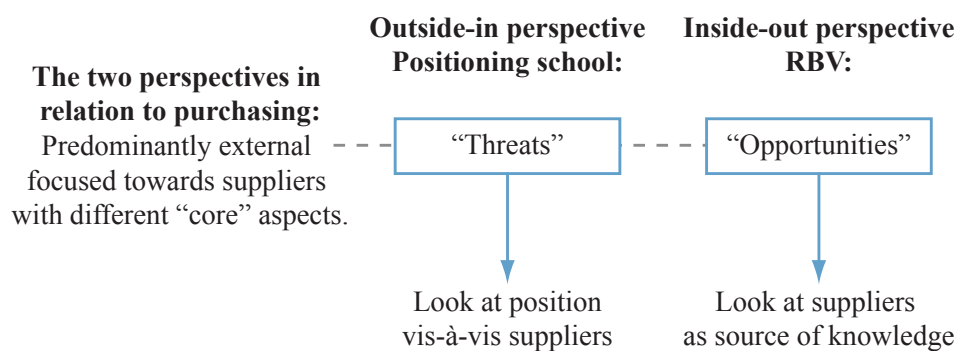 Outside-in perspective
Positioning school:
Inside-out perspective
RBV:
The two perspectives in
relation to purchasing:
Predominantly external
focused towards suppliers
with different “core” aspects.
“Threats”
“Opportunities”
Look at position
vis-à-vis suppliers
Look at suppliers
as source of knowledge